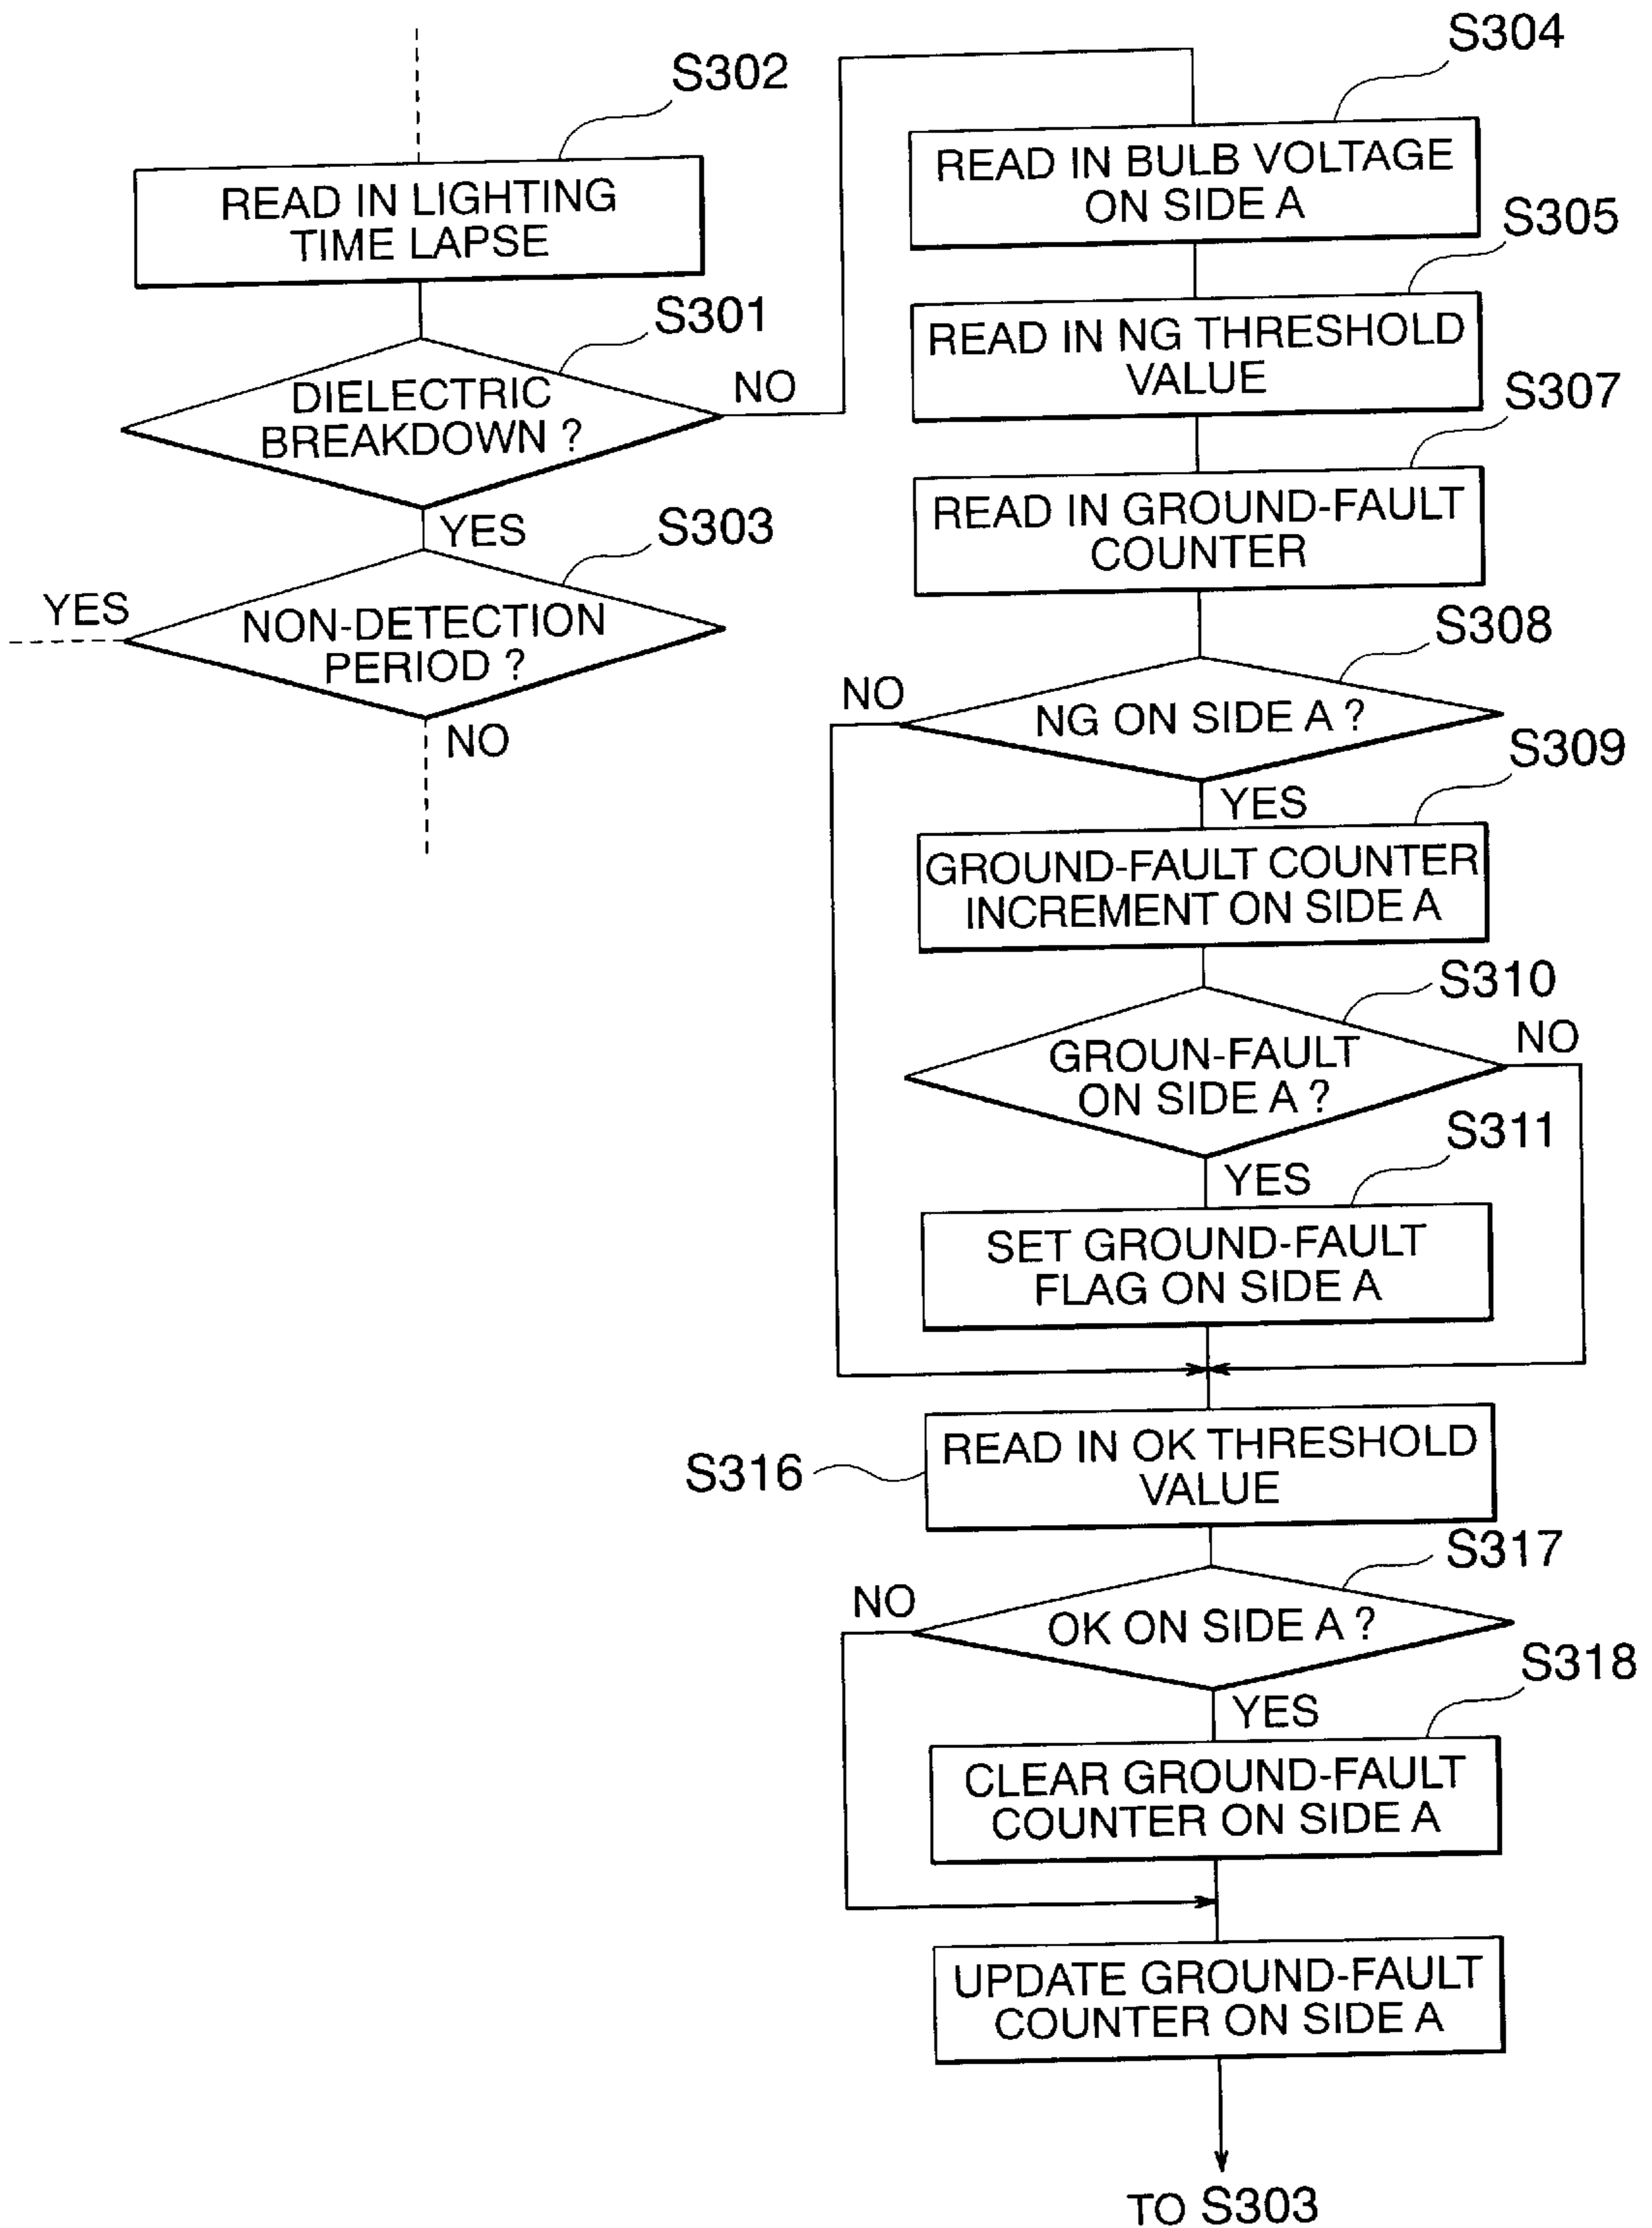 S302
READ IN LIGHTING
TIME LAPSE
S301
DIELECTRIC
BREAKDOWN ?
NO
YES
S303
YES
NON-DETECTION
PERIOD ?
NO
S304
READ IN BULB VOLTAGE
ON SIDE A
S305
READ IN NG THRESHOLD
VALUE
S307
READ IN GROUND-FAULT
COUNTER
S308
NO
NG ON SIDE A ?
YES
S309
GROUND-FAULT COUNTER
INCREMENT ON SIDE A
S310
NO
GROUN-FAULT
ON SIDE A ?
YES
S311
SET GROUND-FAULT
FLAG ON SIDE A
S316
READ IN OK THRESHOLD
VALUE
S317
NO
OK ON SIDE A ?
YES
S318
CLEAR GROUND-FAULT
COUNTER ON SIDE A
UPDATE GROUND-FAULT
COUNTER ON SIDE A
TO S303